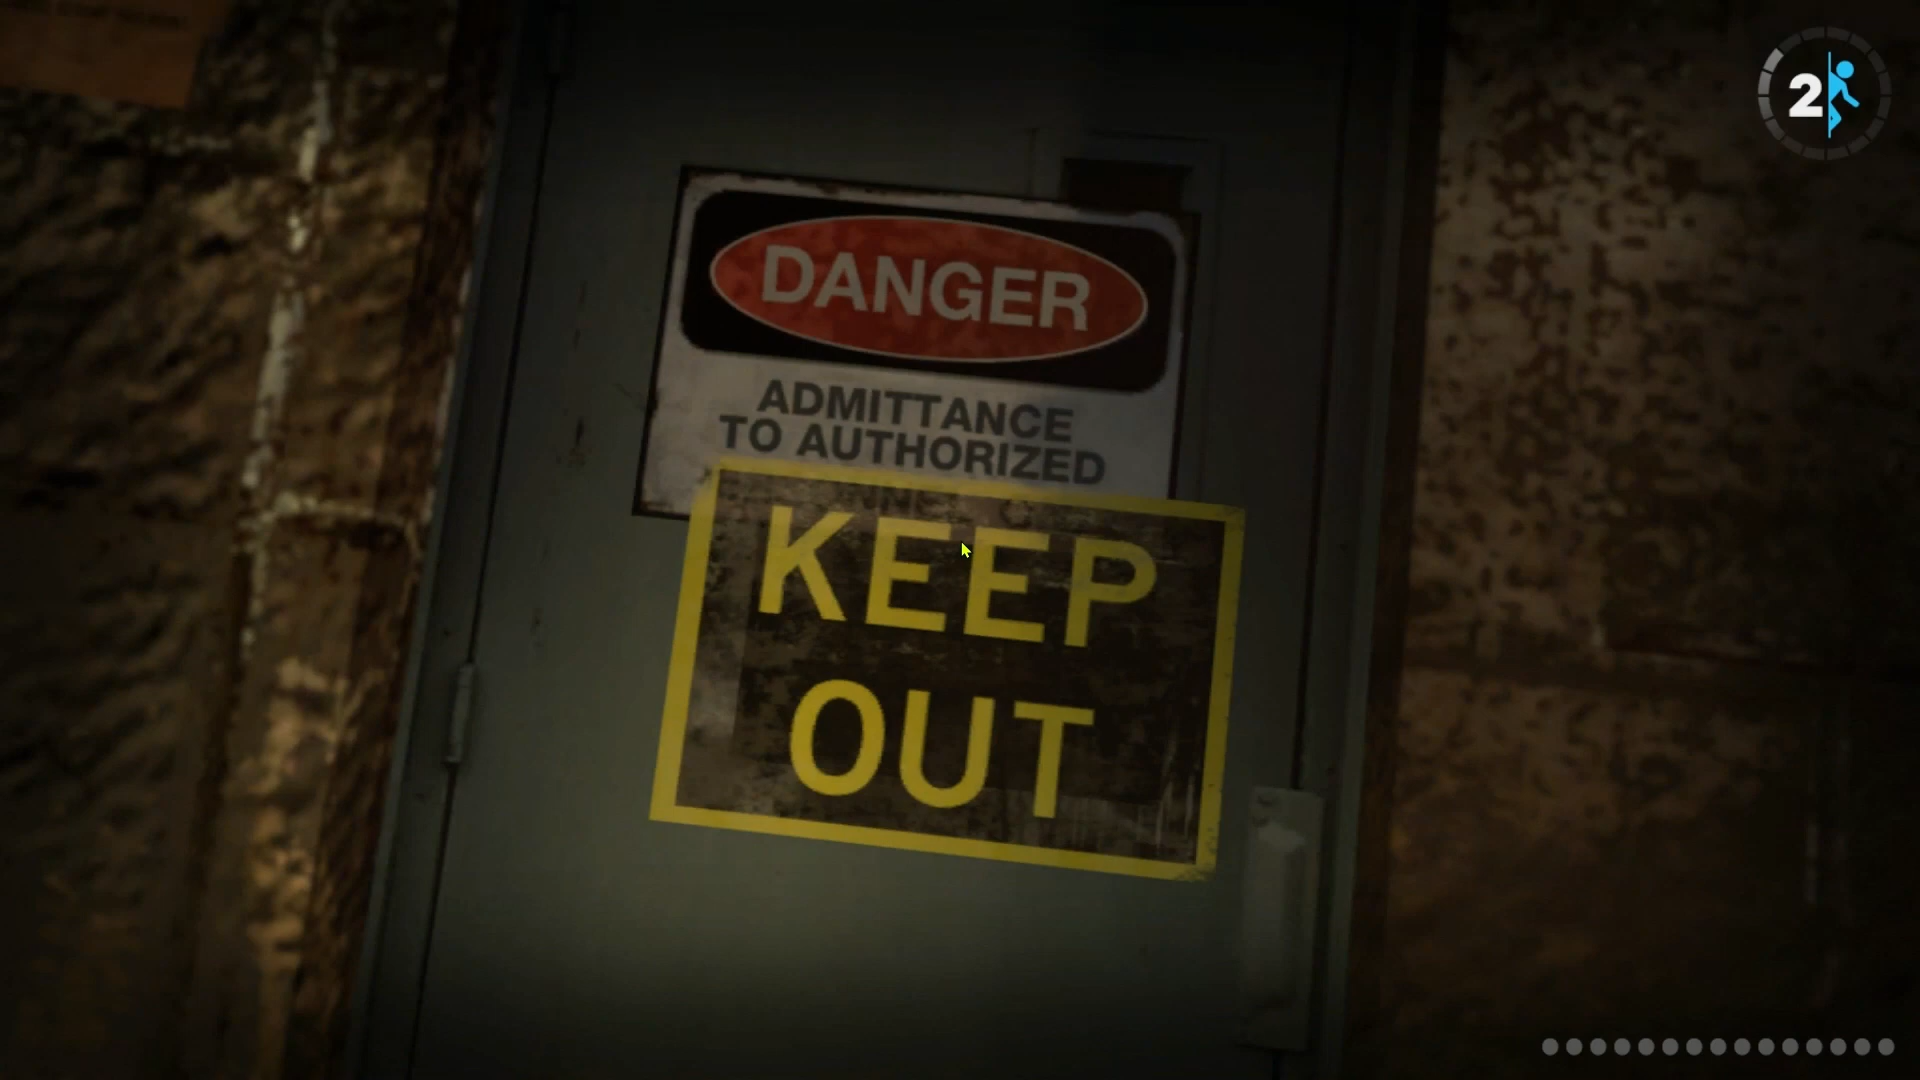 2
DANGER
ADMITTANCE
TO AUTHORIZED
KEEP
OUT